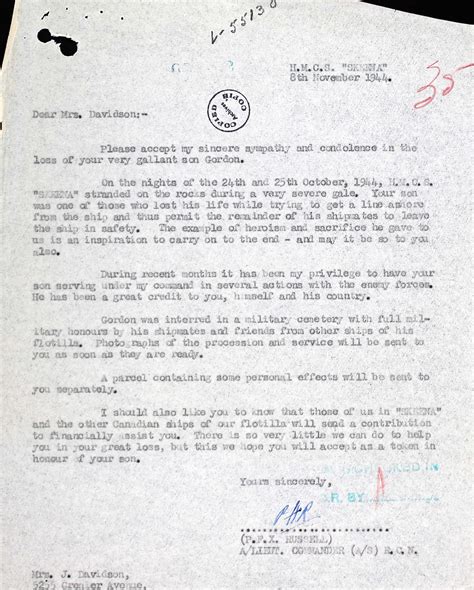 L-55130
H.M.C.S. "SKEENA"
8th November 1944.
35
COPIED
Dear Mrs. Davidson:-
Please accept my sincere sympathy and condolence in the
loss of your very gallant son Gordon.
On the nights of the 24th and 25th October, 1944, H.M.C.S.
"SKEENA" stranded on the rocks during a very severe gale. Your son
was one of those who lost his life while trying to get a line ashore
from the ship and thus permit the remainder of his shipmates to leave
the ship in safety. The example of heroism and sacrifice he gave to
us is an inspiration to carry on to the end - and may it be so to you
also.
During recent months it has been my privilege to have your
son serving under my command in several actions with the enemy forces.
He has been a great credit to you, himself and his country.
Gordon was interred in a military cemetery with full mil-
itary honours by his shipmates and friends from other ships of his
flotilla. Photographs of the procession and service will be sent to
you as soon as they are ready.
A parcel containing some personal effects will be sent to
you separately.
I should also like you to know that those of us in "SKEENA"
and the other Canadian ships of our flotilla will send a contribution
to financially assist you. There is so very little we can do to help
you in your great loss, but this we hope you will accept as a token in
honour of your son.
Yours sincerely,
(P.F.X. RUSSELL)
A/LIEUT. COMMANDER (A/S) R.C.N.
Mrs. J. Davidson,